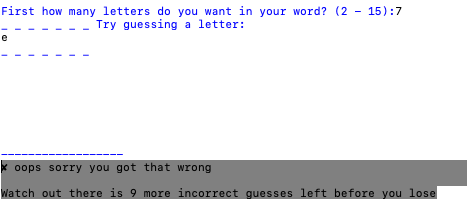 First how many letters do you want in your word? (2 – 15):7
_ _ _ _ _ _ _ Try guessing a letter:
e
_ _ _ _ _ _ _
__________________
✘ oops sorry you got that wrong
Watch out there is 9 more incorrect guesses left before you lose